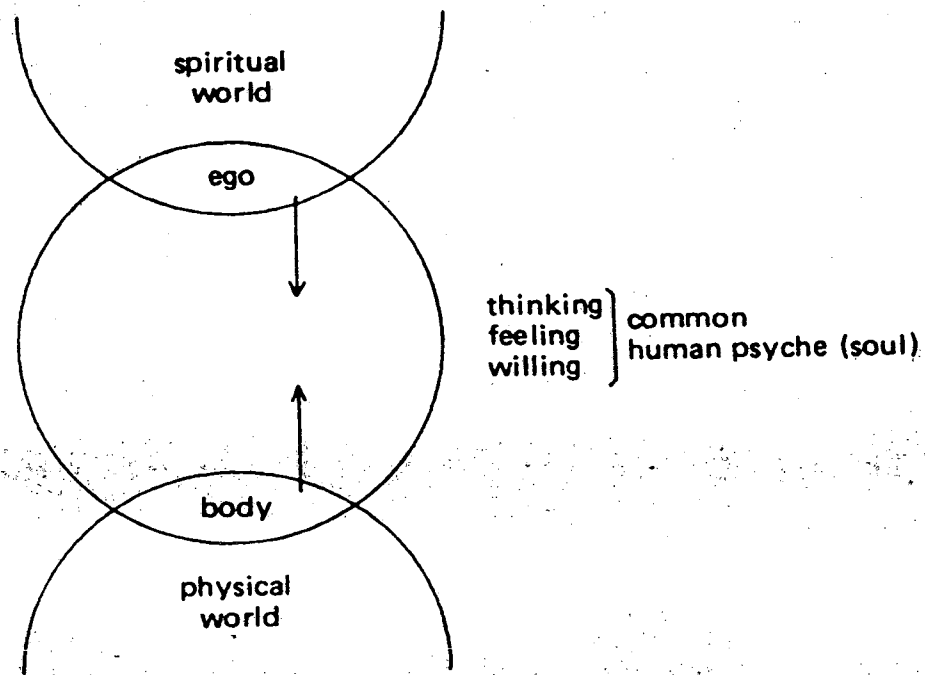 spiritual
world
ego
thinking
feeling
willing
common
human psyche (soul)
body
physical
world